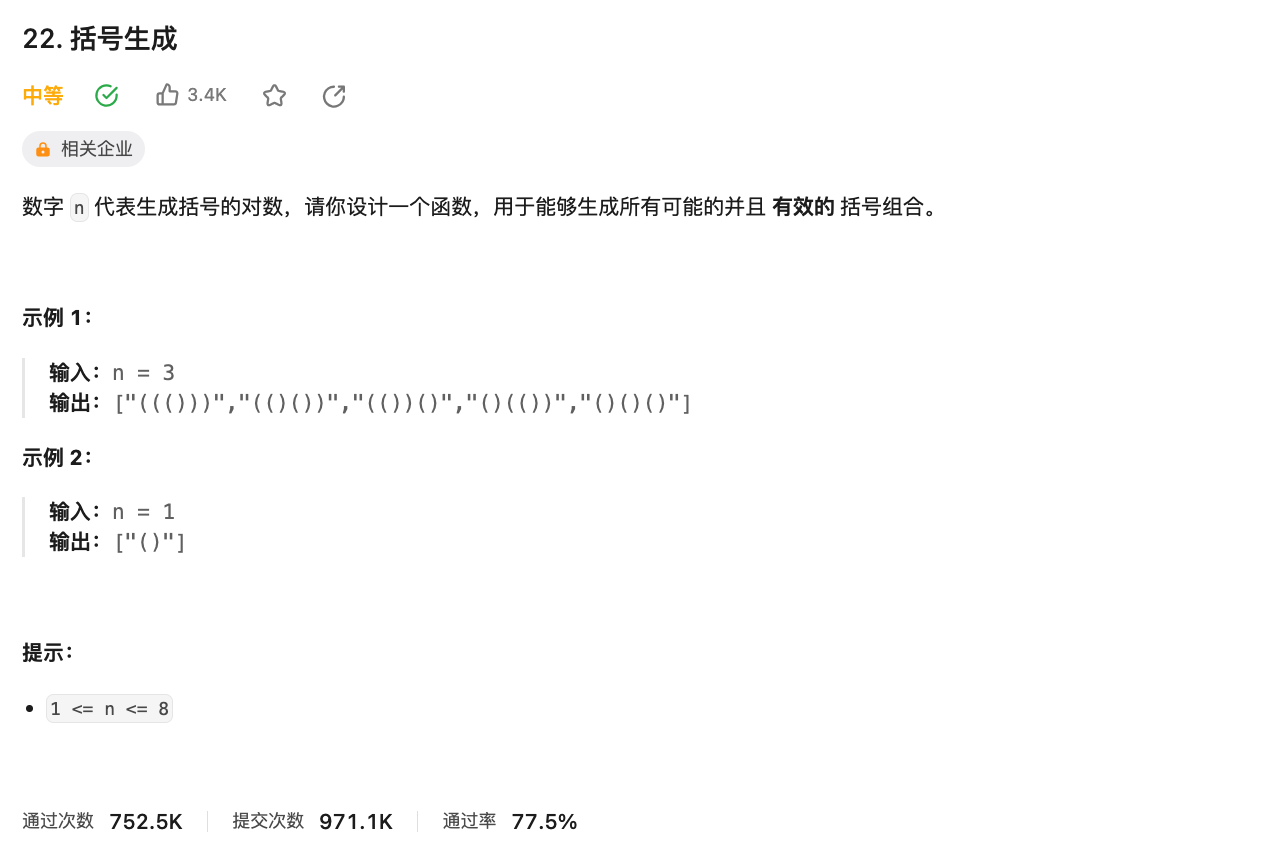 22. 括号生成
中等 3.4K
相关企业
数字 n 代表生成括号的对数，请你设计一个函数，用于能够生成所有可能的并且 有效的 括号组合。
示例 1：
输入：n = 3
输出：["((()))","(()())","(())()","()(())","()()()"]
示例 2：
输入：n = 1
输出：["()"]
提示：
• 1 <= n <= 8
通过次数 752.5K 提交次数 971.1K 通过率 77.5%